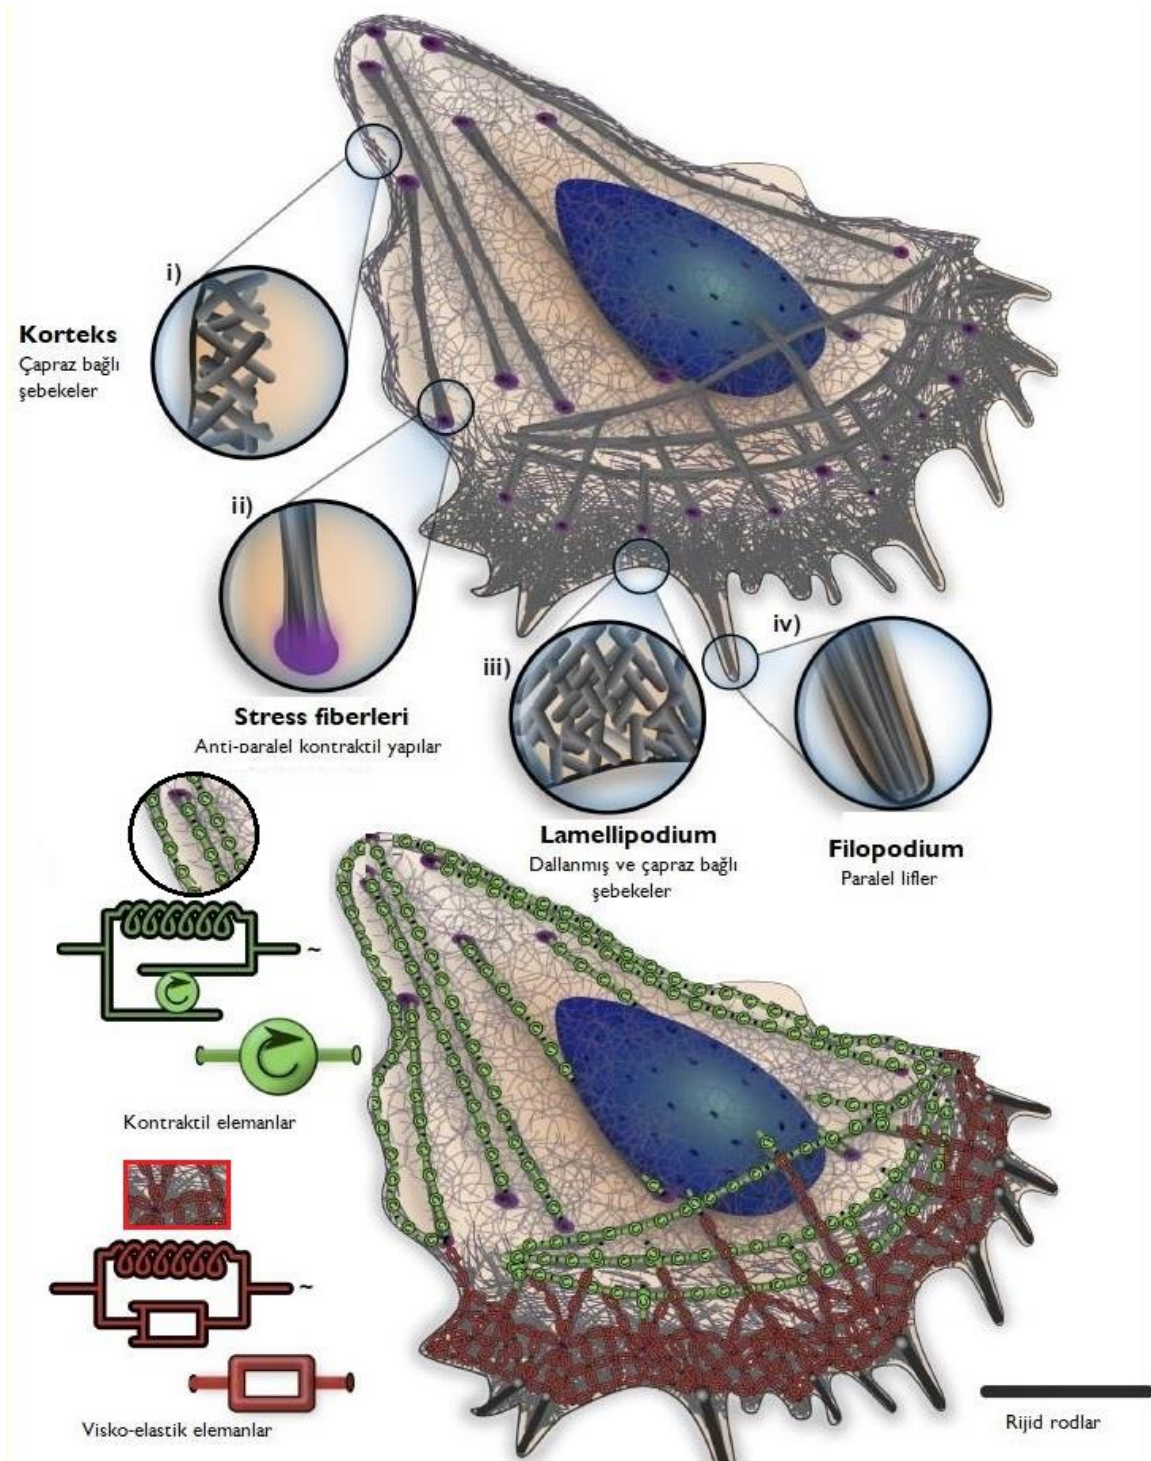 i)
Korteks
Çapraz bağlı
şebekeler
ii)
Stress fiberleri
Anti-paralel kontraktil yapılar
iii)
Lamellipodium
Dallanmış ve çapraz bağlı
şebekeler
iv)
Filopodium
Paralel lifler
~
Kontraktil elemanlar
~
Visko-elastik elemanlar
Rijid rodlar